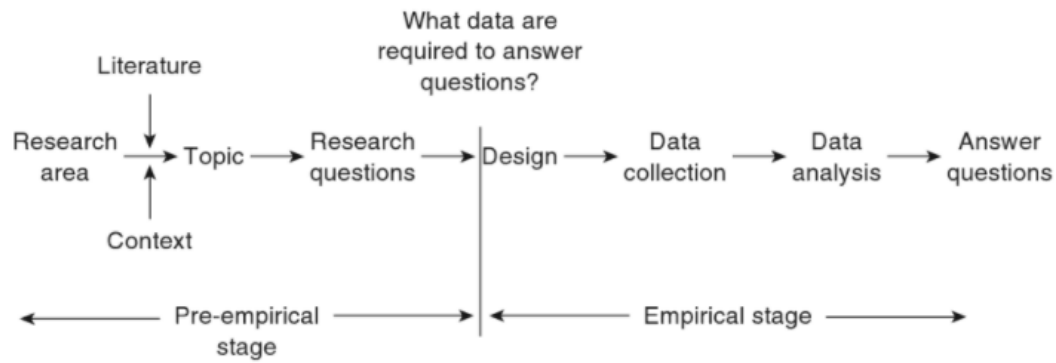 What data are
required to answer
questions?
Literature
Research
area
Topic
Research
questions
Design
Data
collection
Data
analysis
Answer
questions
Context
Pre-empirical
stage
Empirical stage